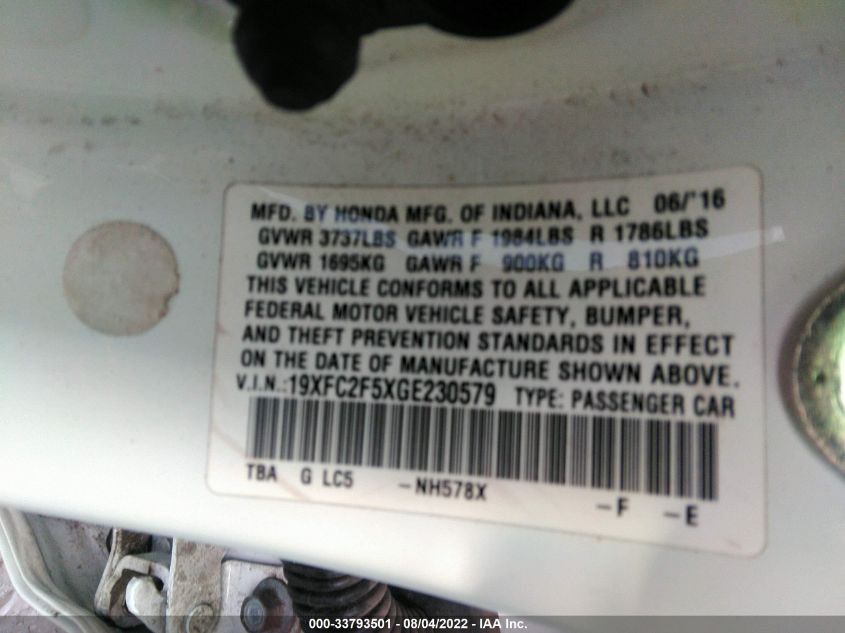 MFD. BY HONDA MFG. OF INDIANA, LLC 06/'16
GVWR 3737LBS GAWR F 1984LBS R 1786LBS
GVWR 1695KG GAWR F 900KG R 810KG
THIS VEHICLE CONFORMS TO ALL APPLICABLE
FEDERAL MOTOR VEHICLE SAFETY, BUMPER,
AND THEFT PREVENTION STANDARDS IN EFFECT
ON THE DATE OF MANUFACTURE SHOWN ABOVE.
V.I.N.:19XFC2F5XGE230579 TYPE: PASSENGER CAR
TBA G LC5 -NH578X -F -E
000-33793501 - 08/04/2022 - IAA Inc.